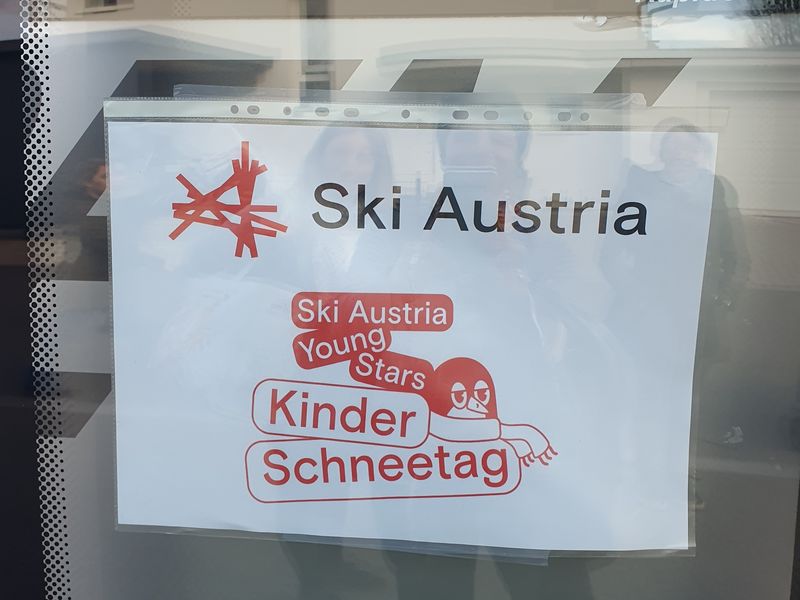 Ski Austria
Ski Austria
Young
Stars
Kinder
Schneetag